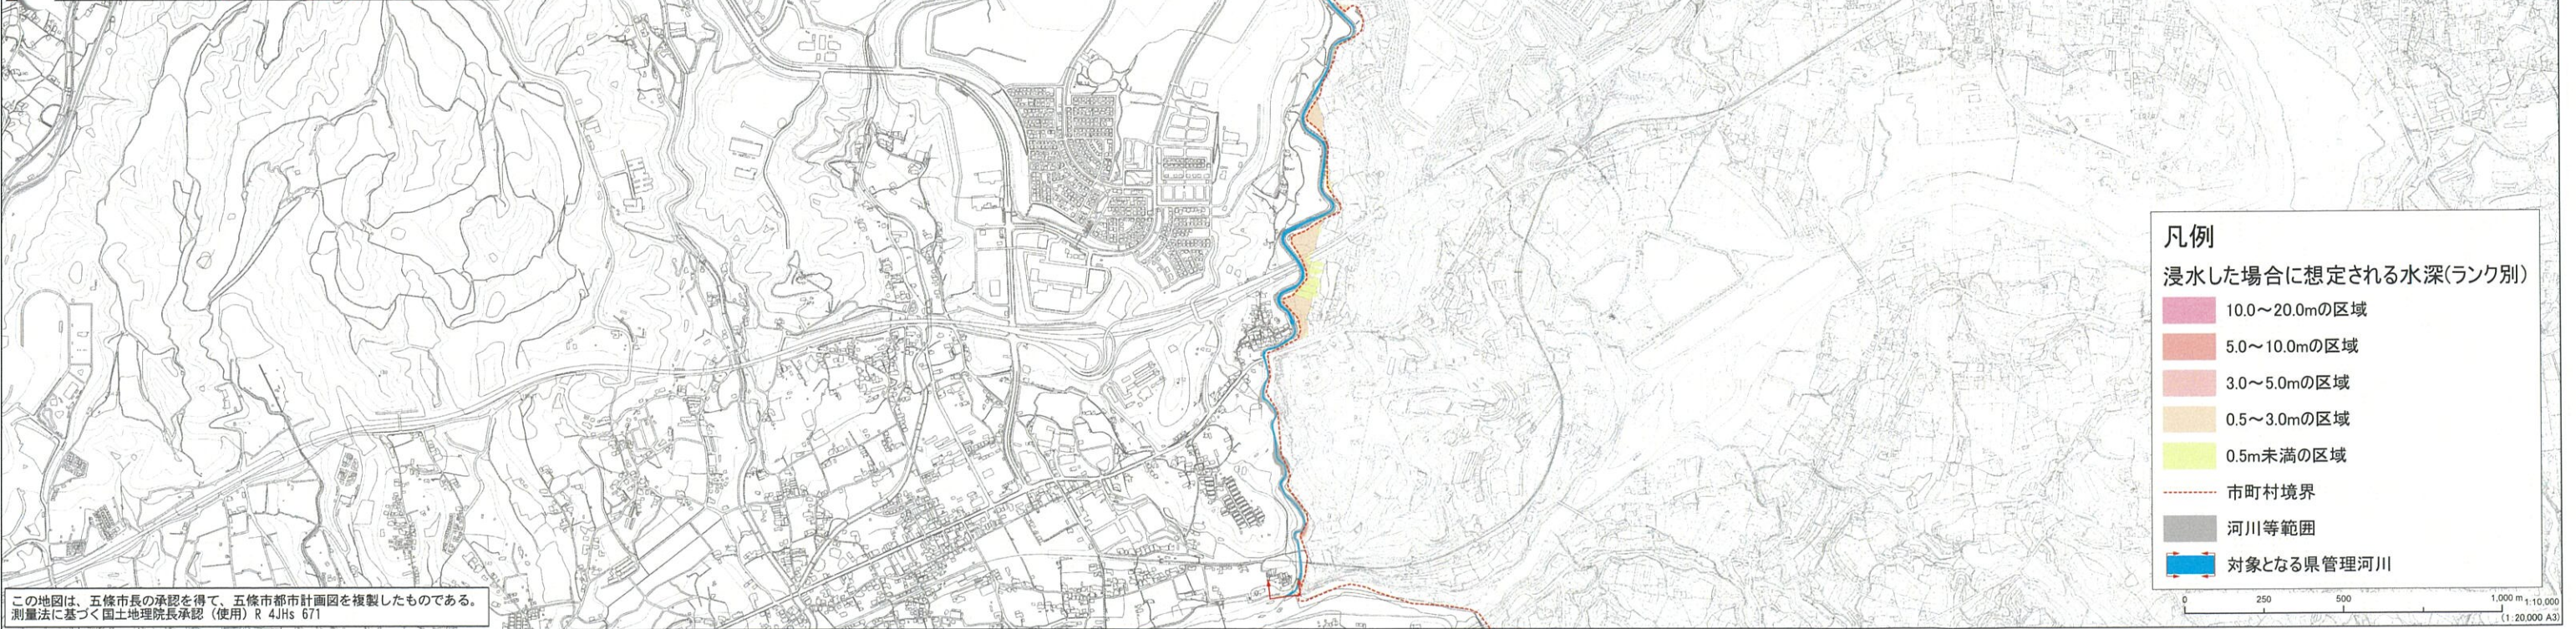 凡例
浸水した場合に想定される水深(ランク別)
10.0～20.0mの区域
5.0～10.0mの区域
3.0～5.0mの区域
0.5～3.0mの区域
0.5m未満の区域
市町村境界
河川等範囲
対象となる県管理河川
0 250 500 1,000 m 1:10,000
(1:20,000 A3)
この地図は、五條市長の承認を得て、五條市都市計画図を複製したものである。
測量法に基づく国土地理院長承認（使用）R 4JHs 671